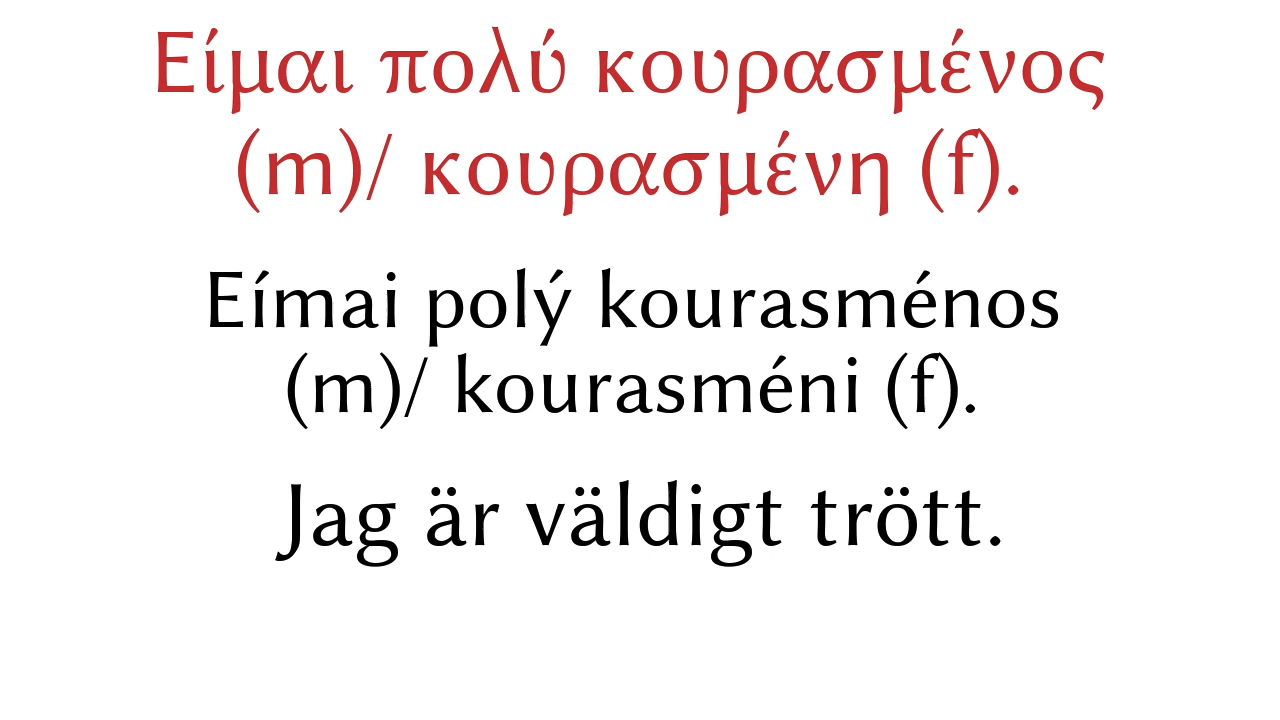 Είμαι πολύ κουρασμένος
(m)/ κουρασμένη (f).
Eímai polý kourasménos
(m)/ kourasméni (f).
Jag är väldigt trött.